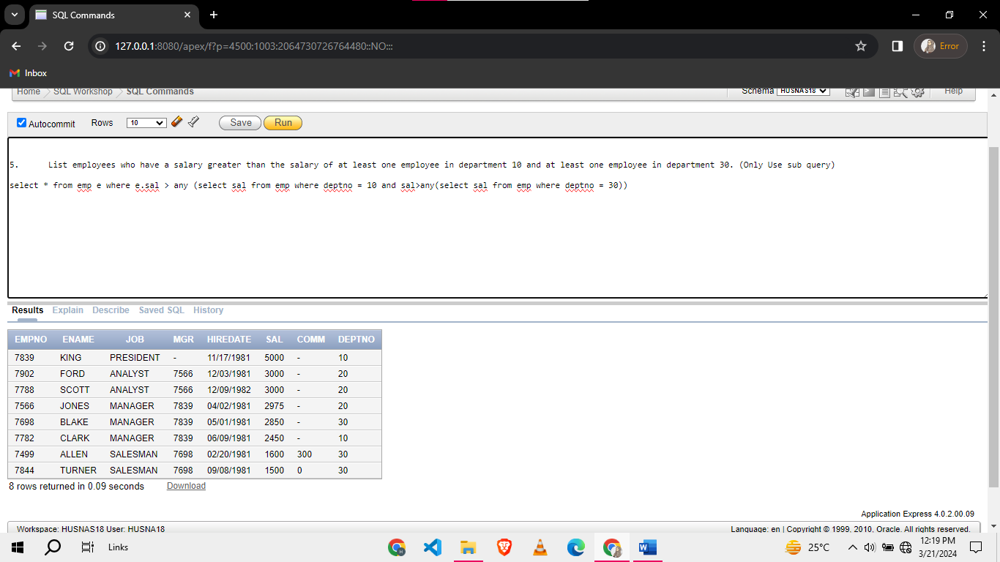 SQL Commands
127.0.0.1:8080/apex/f?p=4500:1003:2064730726764480::NO:::
Error
Inbox
Home SQL Workshop SQL Commands Schema HUSNAS18 Help
Autocommit Rows 10 Save Run
5. List employees who have a salary greater than the salary of at least one employee in department 10 and at least one employee in department 30. (Only Use sub query)
select * from emp e where e.sal > any (select sal from emp where deptno = 10 and sal>any(select sal from emp where deptno = 30))
Results Explain Describe Saved SQL History
EMPNO ENAME JOB MGR HIREDATE SAL COMM DEPTNO
7839 KING PRESIDENT - 11/17/1981 5000 - 10
7902 FORD ANALYST 7566 12/03/1981 3000 - 20
7788 SCOTT ANALYST 7566 12/09/1982 3000 - 20
7566 JONES MANAGER 7839 04/02/1981 2975 - 20
7698 BLAKE MANAGER 7839 05/01/1981 2850 - 30
7782 CLARK MANAGER 7839 06/09/1981 2450 - 10
7499 ALLEN SALESMAN 7698 02/20/1981 1600 300 30
7844 TURNER SALESMAN 7698 09/08/1981 1500 0 30
8 rows returned in 0.09 seconds Download
Application Express 4.0.2.00.09
Workspace: HUSNAS18 User: HUSNA18 Language: en | Copyright © 1999, 2010, Oracle. All rights reserved.
Links 25°C 12:19 PM
3/21/2024